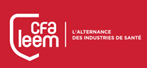 cfa
leem
L'ALTERNANCE
DES INDUSTRIES DE SANTÉ